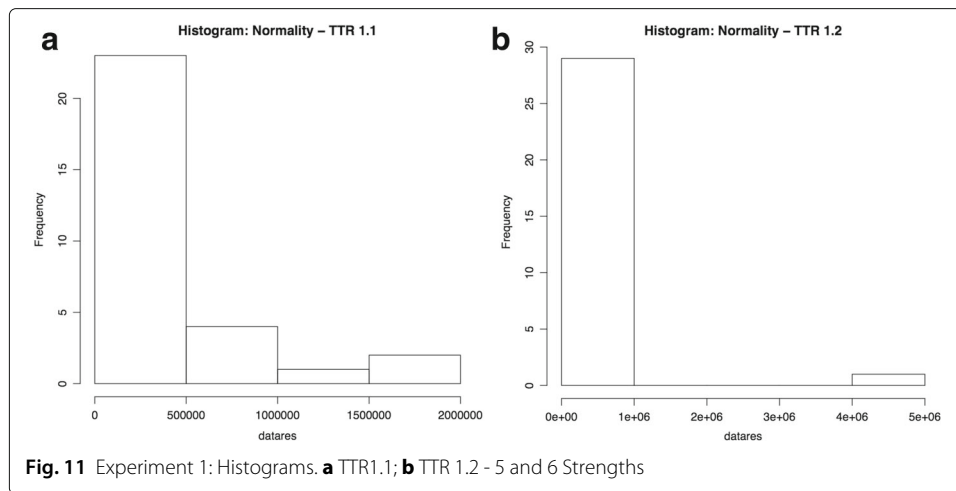 a
Histogram: Normality – TTR 1.1
Frequency
20
15
10
5
0
0 500000 1000000 1500000 2000000
datares
b
Histogram: Normality – TTR 1.2
Frequency
30
25
20
15
10
5
0
0e+00 1e+06 2e+06 3e+06 4e+06 5e+06
datares
Fig. 11 Experiment 1: Histograms. a TTR1.1; b TTR 1.2 - 5 and 6 Strengths